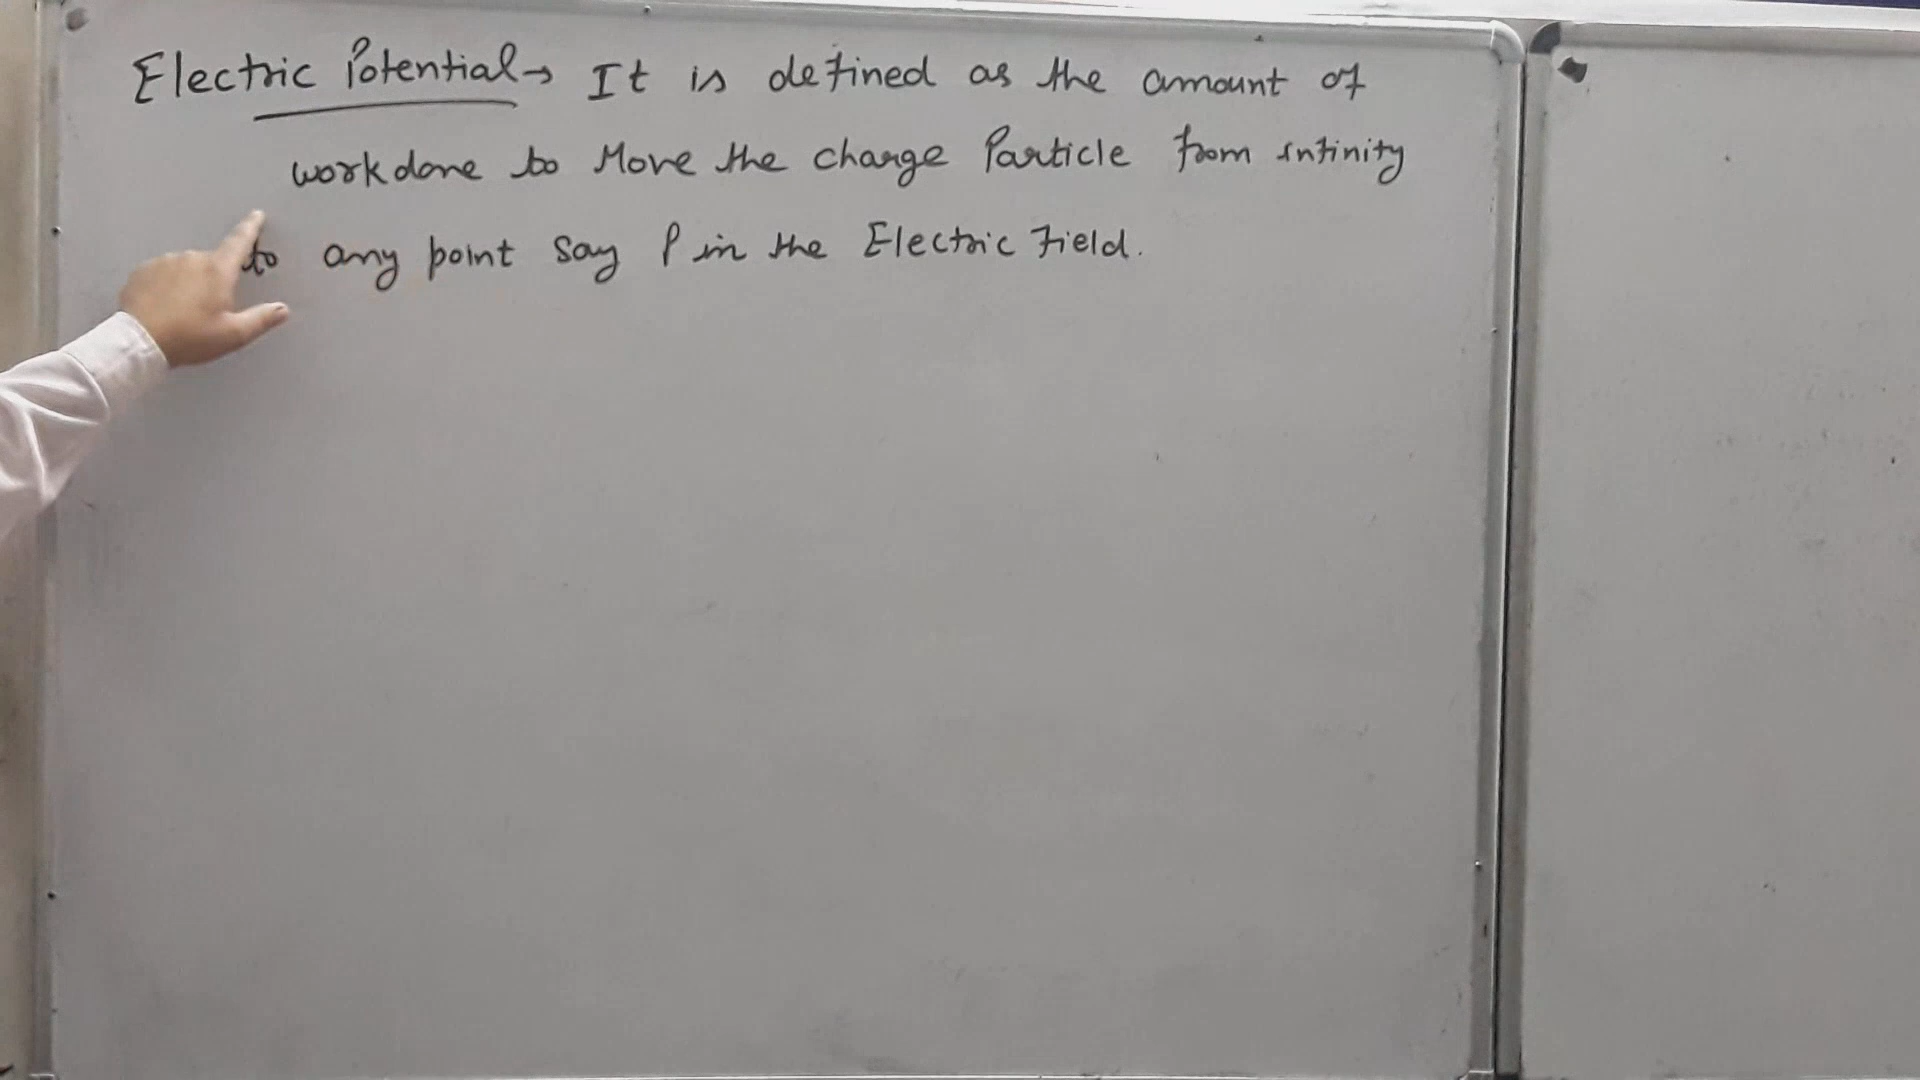 Electric Potential → It is defined as the amount of
workdone to Move the charge Particle from infinity
to any point say P in the Electric Field.